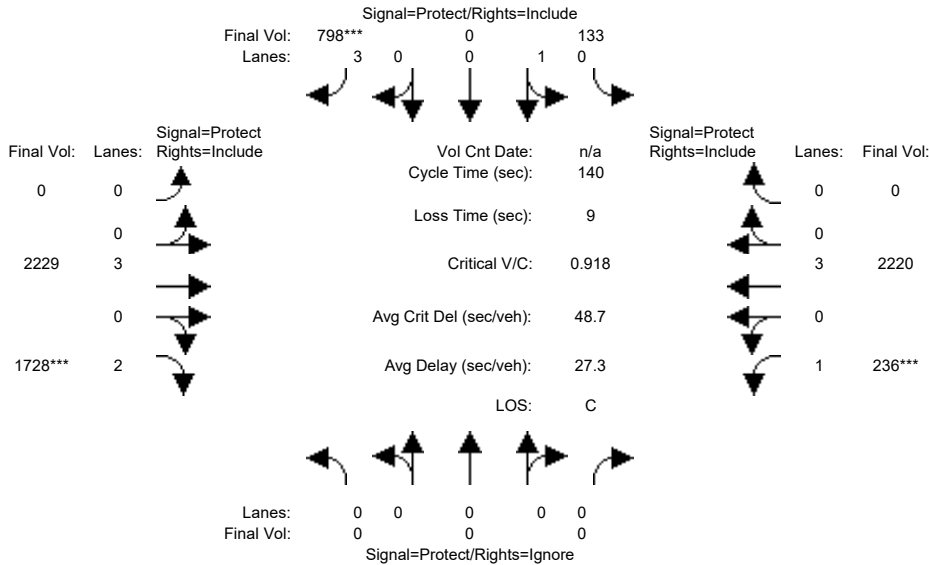 Signal=Protect/Rights=Include
Final Vol: 798*** 0 133
Lanes: 3 0 0 1 0
Signal=Protect
Final Vol: Lanes: Rights=Include
Vol Cnt Date: n/a
Signal=Protect
Rights=Include Lanes: Final Vol:
Cycle Time (sec): 140
0 0 0 0
Loss Time (sec): 9
0 0
2229 3 Critical V/C: 0.918 3 2220
0 Avg Crit Del (sec/veh): 48.7 0
1728*** 2 Avg Delay (sec/veh): 27.3 1 236***
LOS: C
Lanes: 0 0 0 0 0
Final Vol: 0 0 0
Signal=Protect/Rights=Ignore